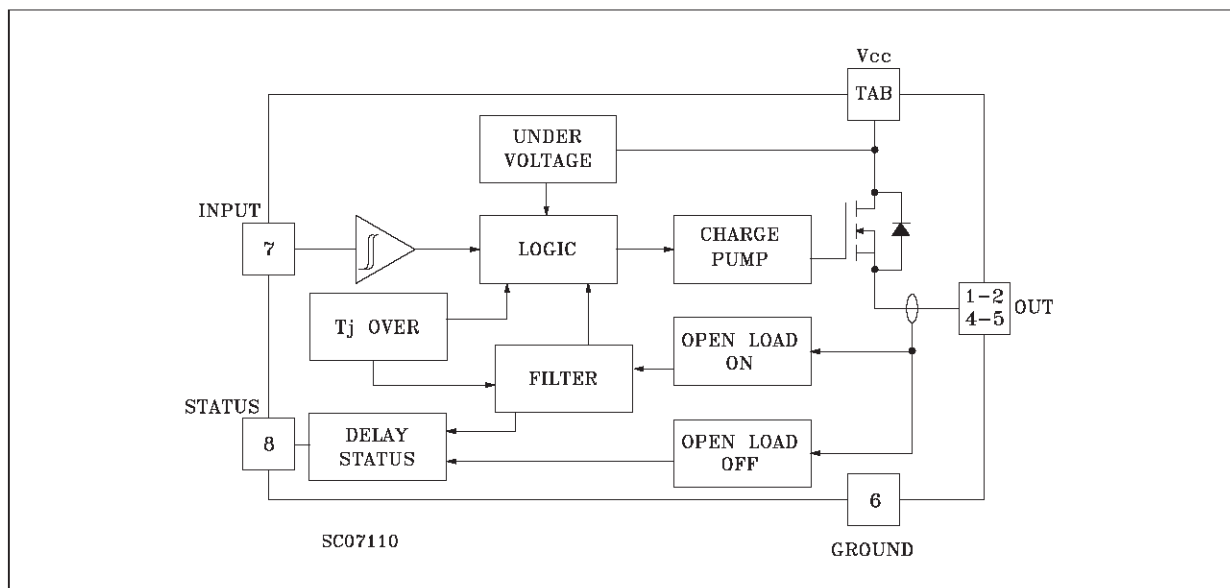 Vcc
TAB
UNDER
VOLTAGE
INPUT
7
LOGIC
CHARGE
PUMP
1-2
4-5
OUT
Tj OVER
OPEN LOAD
ON
FILTER
STATUS
8
DELAY
STATUS
OPEN LOAD
OFF
6
SC07110
GROUND